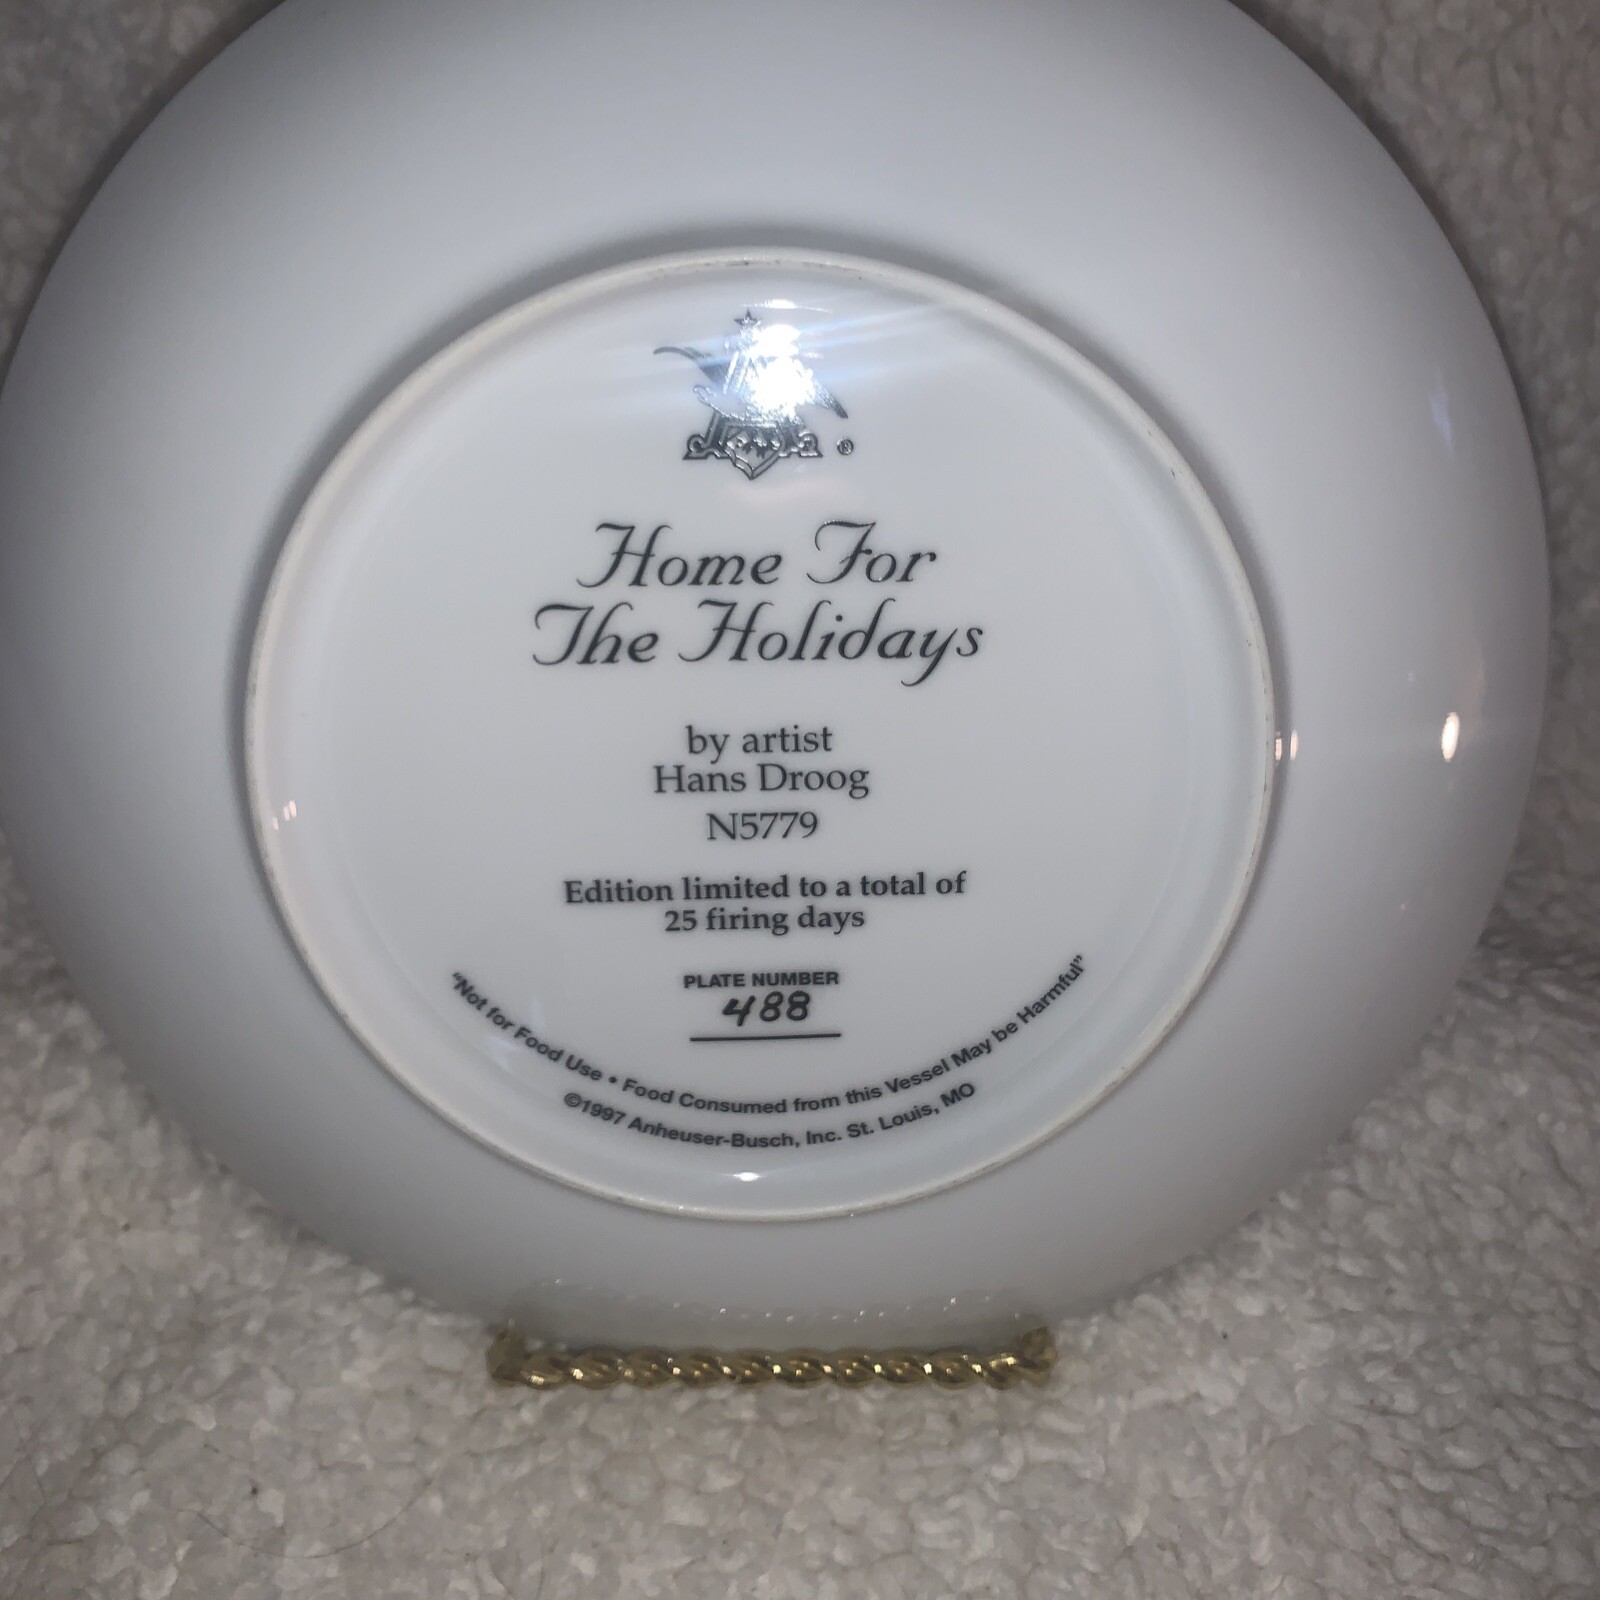 ®
Home For
The Holidays
by artist
Hans Droog
N5779
Edition limited to a total of
25 firing days
PLATE NUMBER
488
"Not for Food Use • Food Consumed from this Vessel May be Harmful"
©1997 Anheuser-Busch, Inc. St. Louis, MO